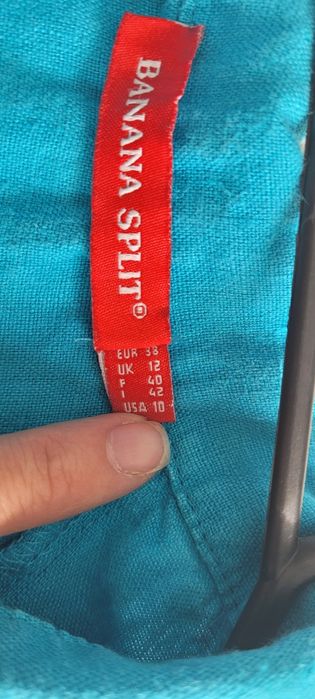 BANANA SPLIT®
EUR 38
UK 12
F 40
I 42
USA 10